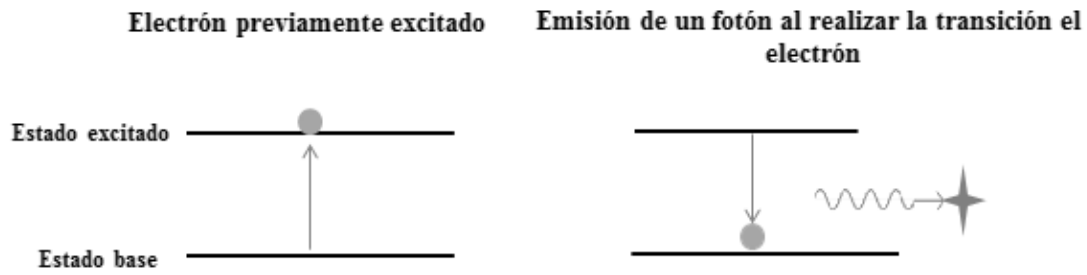 Electrón previamente excitado
Emisión de un fotón al realizar la transición el
electrón
Estado excitado
Estado base